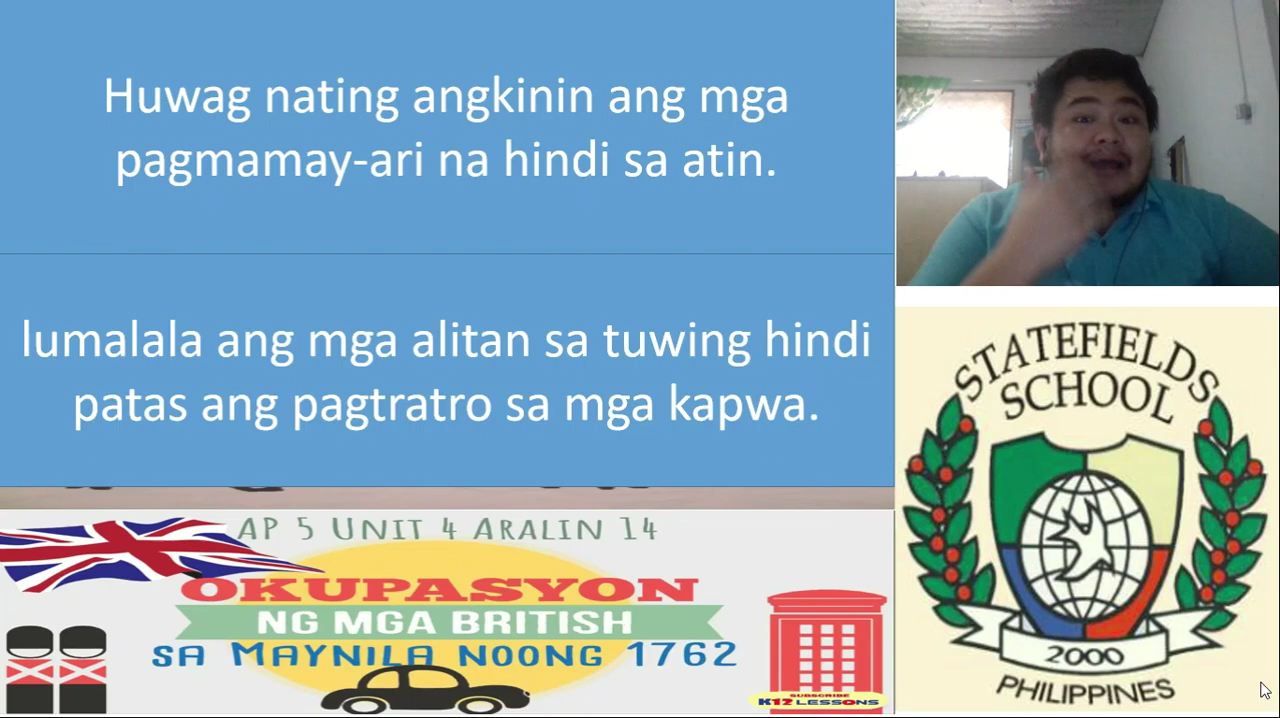 Huwag nating angkinin ang mga
pagmamay-ari na hindi sa atin.
lumalala ang mga alitan sa tuwing hindi
patas ang pagtratro sa mga kapwa.
AP 5 UNIT 4 ARALIN 14
OKUPASYON
NG MGA BRITISH
SA MAYNILA NOONG 1762
SUBSCRIBE
K12 LESSONS
STATEFIELDS
SCHOOL
2000
PHILIPPINES